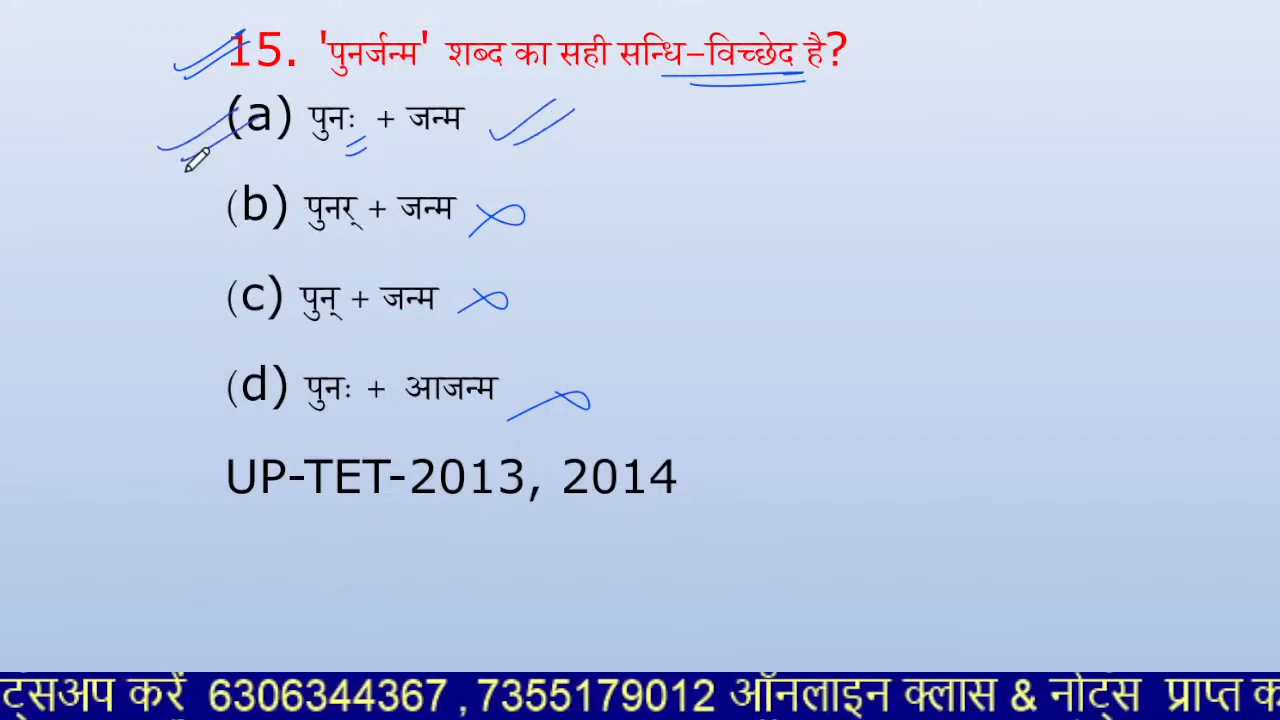 15. 'पुनर्जन्म' शब्द का सही सन्धि-विच्छेद है?
(a) पुनः + जन्म
(b) पुनर् + जन्म
(c) पुन् + जन्म
(d) पुनः + आजन्म
UP-TET-2013, 2014
ट्सअप करें 6306344367 ,7355179012 ऑनलाइन क्लास & नोट्स प्राप्त क